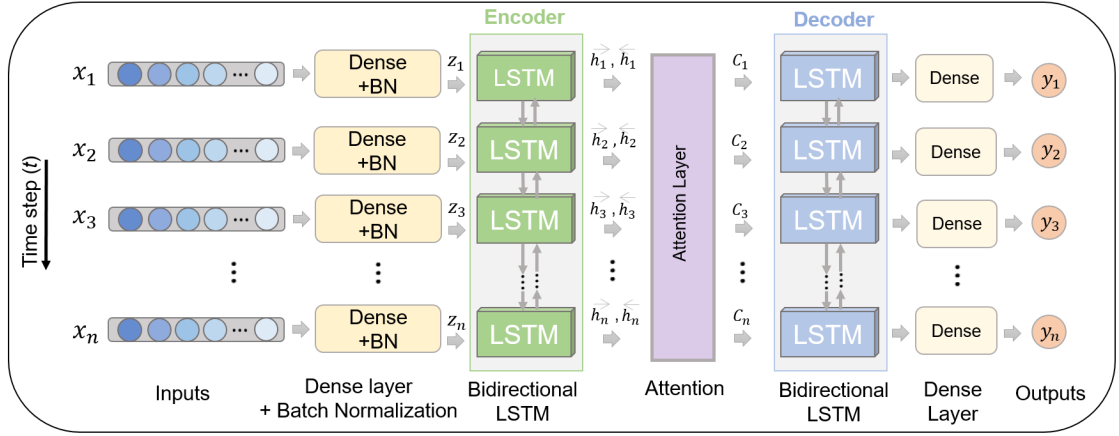 Encoder
Decoder
x₁ Dense +BN z₁ LSTM h₁, h₁ C₁ LSTM Dense y₁
x₂ Dense +BN z₂ LSTM h₂, h₂ C₂ LSTM Dense y₂
x₃ Dense +BN z₃ LSTM h₃, h₃ C₃ LSTM Dense y₃
xₙ Dense +BN zₙ LSTM hₙ, hₙ Cₙ LSTM Dense yₙ
Time step (t)
Attention Layer
Inputs
Dense layer
+ Batch Normalization
Bidirectional
LSTM
Attention
Bidirectional
LSTM
Dense
Layer
Outputs